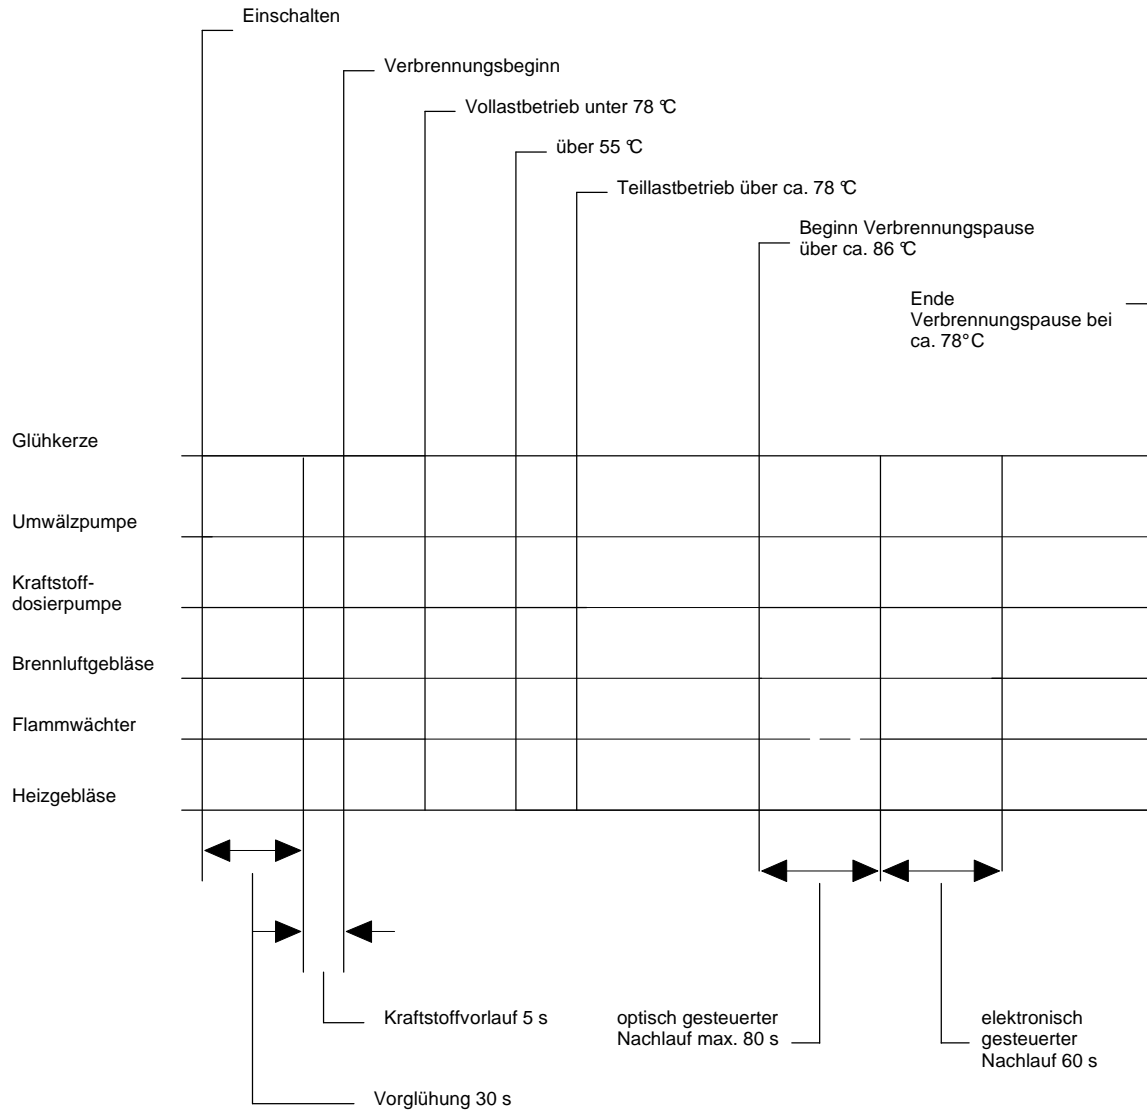 Einschalten
Verbrennungsbeginn
Vollastbetrieb unter 78 °C
über 55 °C
Teillastbetrieb über ca. 78 °C
Beginn Verbrennungspause
über ca. 86 °C
Ende
Verbrennungspause bei
ca. 78°C
Glühkerze
Umwälzpumpe
Kraftstoff-
dosierpumpe
Brennluftgebläse
Flammwächter
Heizgebläse
Kraftstoffvorlauf 5 s
optisch gesteuerter
Nachlauf max. 80 s
elektronisch
gesteuerter
Nachlauf 60 s
Vorglühung 30 s